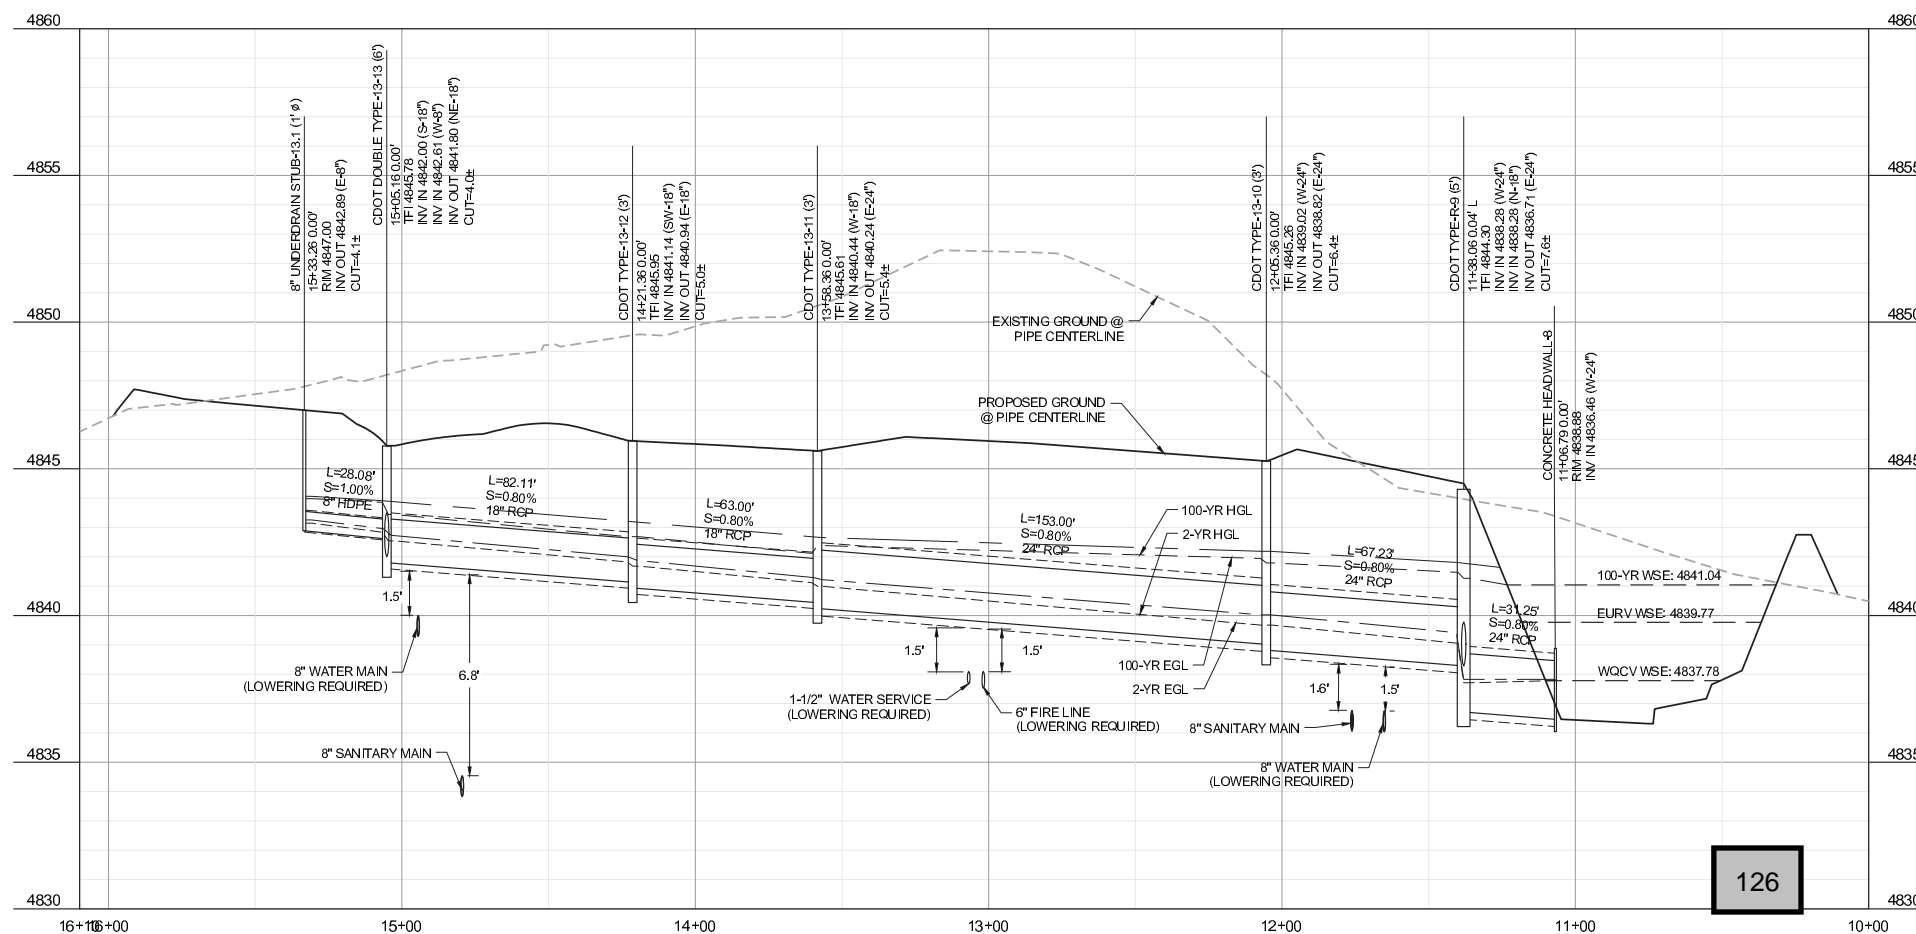 4860
4855
4850
4845
4840
4835
4830
8" UNDERDRAIN STUB-13.1 (1' Ø)
15+33.26 0.00'
RIM 4847.00
INV OUT 4842.89 (E-8")
CUT=4.1±
CDOT DOUBLE TYPE-13-13 (6')
15+05.16 0.00'
TFI 4845.78
INV IN 4842.00 (S-18")
INV IN 4842.61 (W-8")
INV OUT 4841.80 (NE-18")
CUT=4.0±
CDOT TYPE-13-12 (3')
14+21.36 0.00'
TFI 4845.95
INV IN 4841.14 (SW-18")
INV OUT 4840.94 (E-18")
CUT=5.0±
CDOT TYPE-13-11 (3')
13+58.36 0.00'
TFI 4845.61
INV IN 4840.44 (W-18")
INV OUT 4840.24 (E-24")
CUT=5.4±
CDOT TYPE-13-10 (3')
12+05.36 0.00'
TFI 4845.26
INV IN 4839.02 (W-24")
INV OUT 4838.82 (E-24")
CUT=6.4±
CDOT TYPE-R-9 (5')
11+38.06 0.04' L
TFI 4844.30
INV IN 4838.28 (W-24")
INV IN 4838.28 (N-18")
INV OUT 4836.71 (E-24")
CUT=7.6±
CONCRETE HEADWALL-8
11+06.79 0.00'
RIM 4838.88
INV IN 4836.46 (W-24")
EXISTING GROUND @
PIPE CENTERLINE
PROPOSED GROUND
@ PIPE CENTERLINE
L=28.08'
S=1.00%
8" HDPE
L=82.11'
S=0.80%
18" RCP
L=63.00'
S=0.80%
18" RCP
L=153.00'
S=0.80%
24" RCP
L=67.23'
S=0.80%
24" RCP
L=31.25'
S=0.80%
24" RCP
100-YR HGL
2-YR HGL
100-YR EGL
2-YR EGL
100-YR WSE: 4841.04
EURV WSE: 4839.77
WQCV WSE: 4837.78
1.5'
6.8'
1.5'
1.5'
1.6'
1.5'
8" WATER MAIN
(LOWERING REQUIRED)
8" SANITARY MAIN
1-1/2" WATER SERVICE
(LOWERING REQUIRED)
6" FIRE LINE
(LOWERING REQUIRED)
8" SANITARY MAIN
8" WATER MAIN
(LOWERING REQUIRED)
126
4860
4855
4850
4845
4840
4835
4830
16+10
16+00
15+00
14+00
13+00
12+00
11+00
10+00